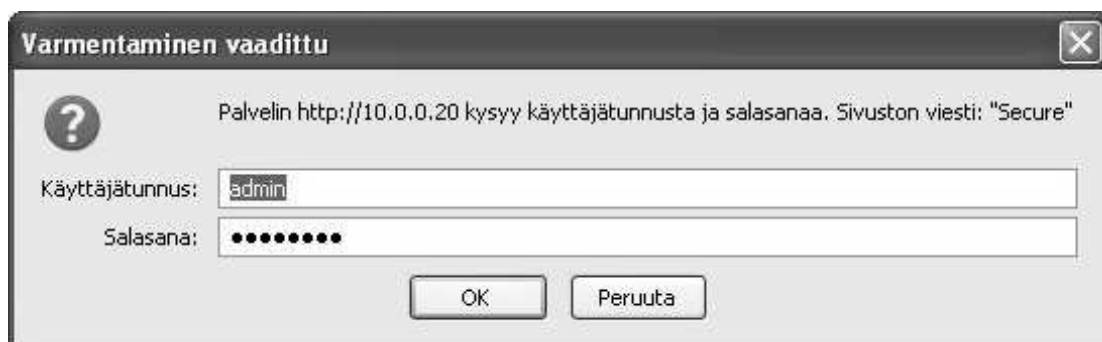 Varmentaminen vaadittu
Palvelin http://10.0.0.20 kysyy käyttäjätunnusta ja salasanaa. Sivuston viesti: "Secure"
Käyttäjätunnus: admin
Salasana: ●●●●●●●●
OK Peruuta